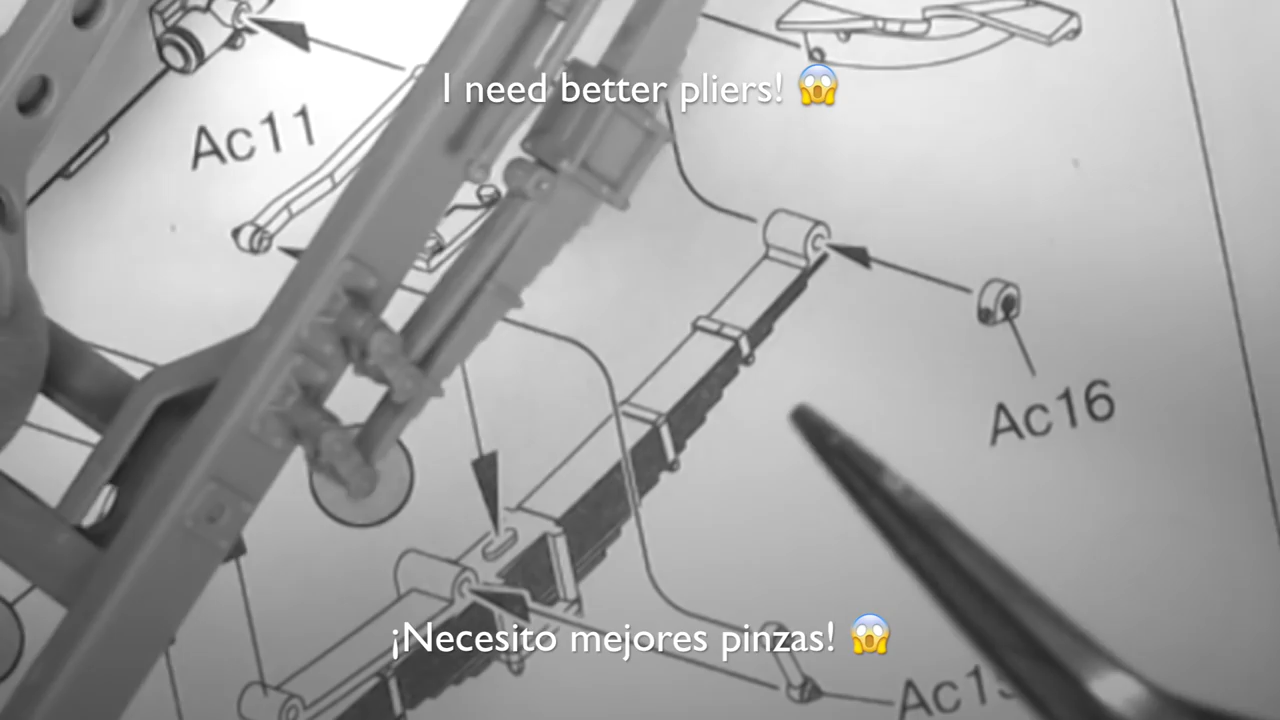 I need better pliers! 😱
Ac11
Ac16
¡Necesito mejores pinzas! 😱